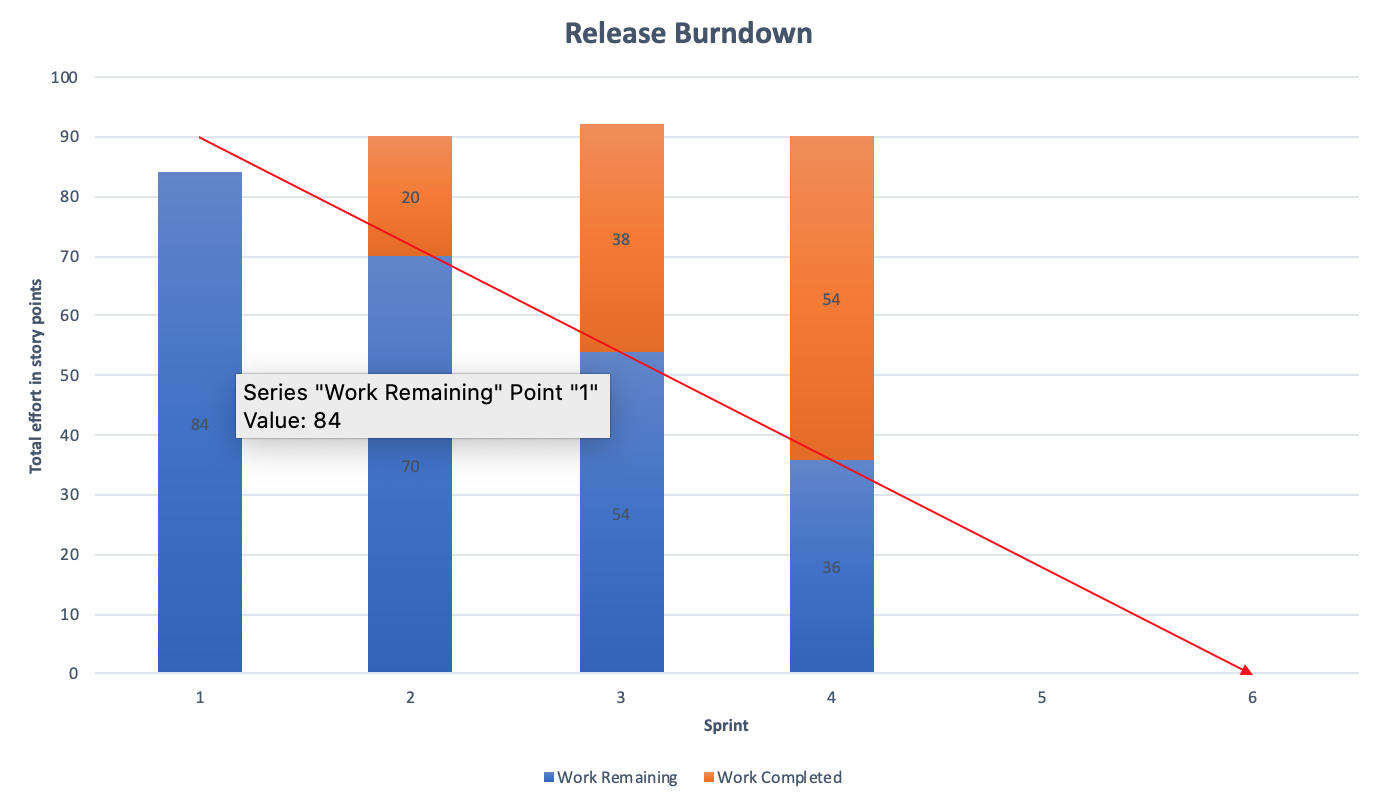 Release Burndown
100
90
80
70
60
50
40
30
20
10
0
Total effort in story points
84
20
70
38
54
54
36
Series "Work Remaining" Point "1"
Value: 84
1 2 3 4 5 6
Sprint
Work Remaining Work Completed